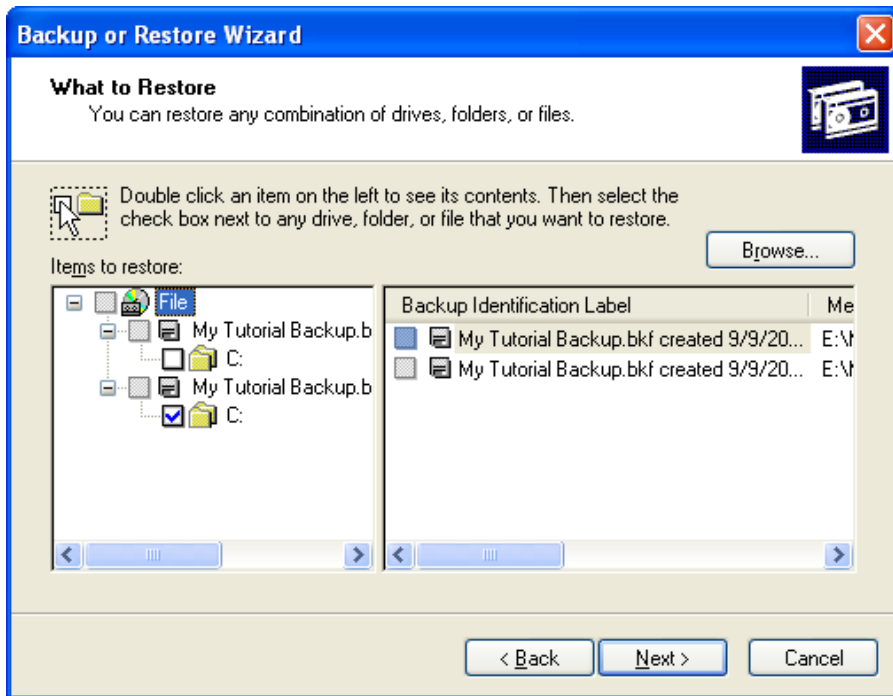 Backup or Restore Wizard
What to Restore
You can restore any combination of drives, folders, or files.
Double click an item on the left to see its contents. Then select the
check box next to any drive, folder, or file that you want to restore.
Browse...
Items to restore:
File
My Tutorial Backup.b
C:
My Tutorial Backup.b
C:
Backup Identification Label Me
My Tutorial Backup.bkf created 9/9/20... E:\
My Tutorial Backup.bkf created 9/9/20... E:\
< Back Next > Cancel